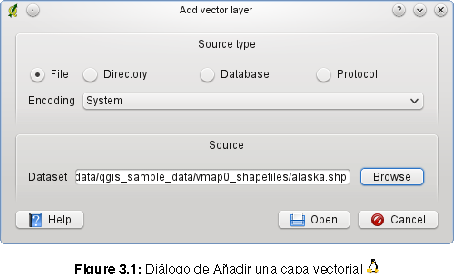 Add vector layer
Source type
File Directory Database Protocol
Encoding System
Source
Dataset data/qgis_sample_data/vmap0_shapefiles/alaska.shp Browse
Help Open Cancel
Figure 3.1: Diálogo de Añadir una capa vectorial